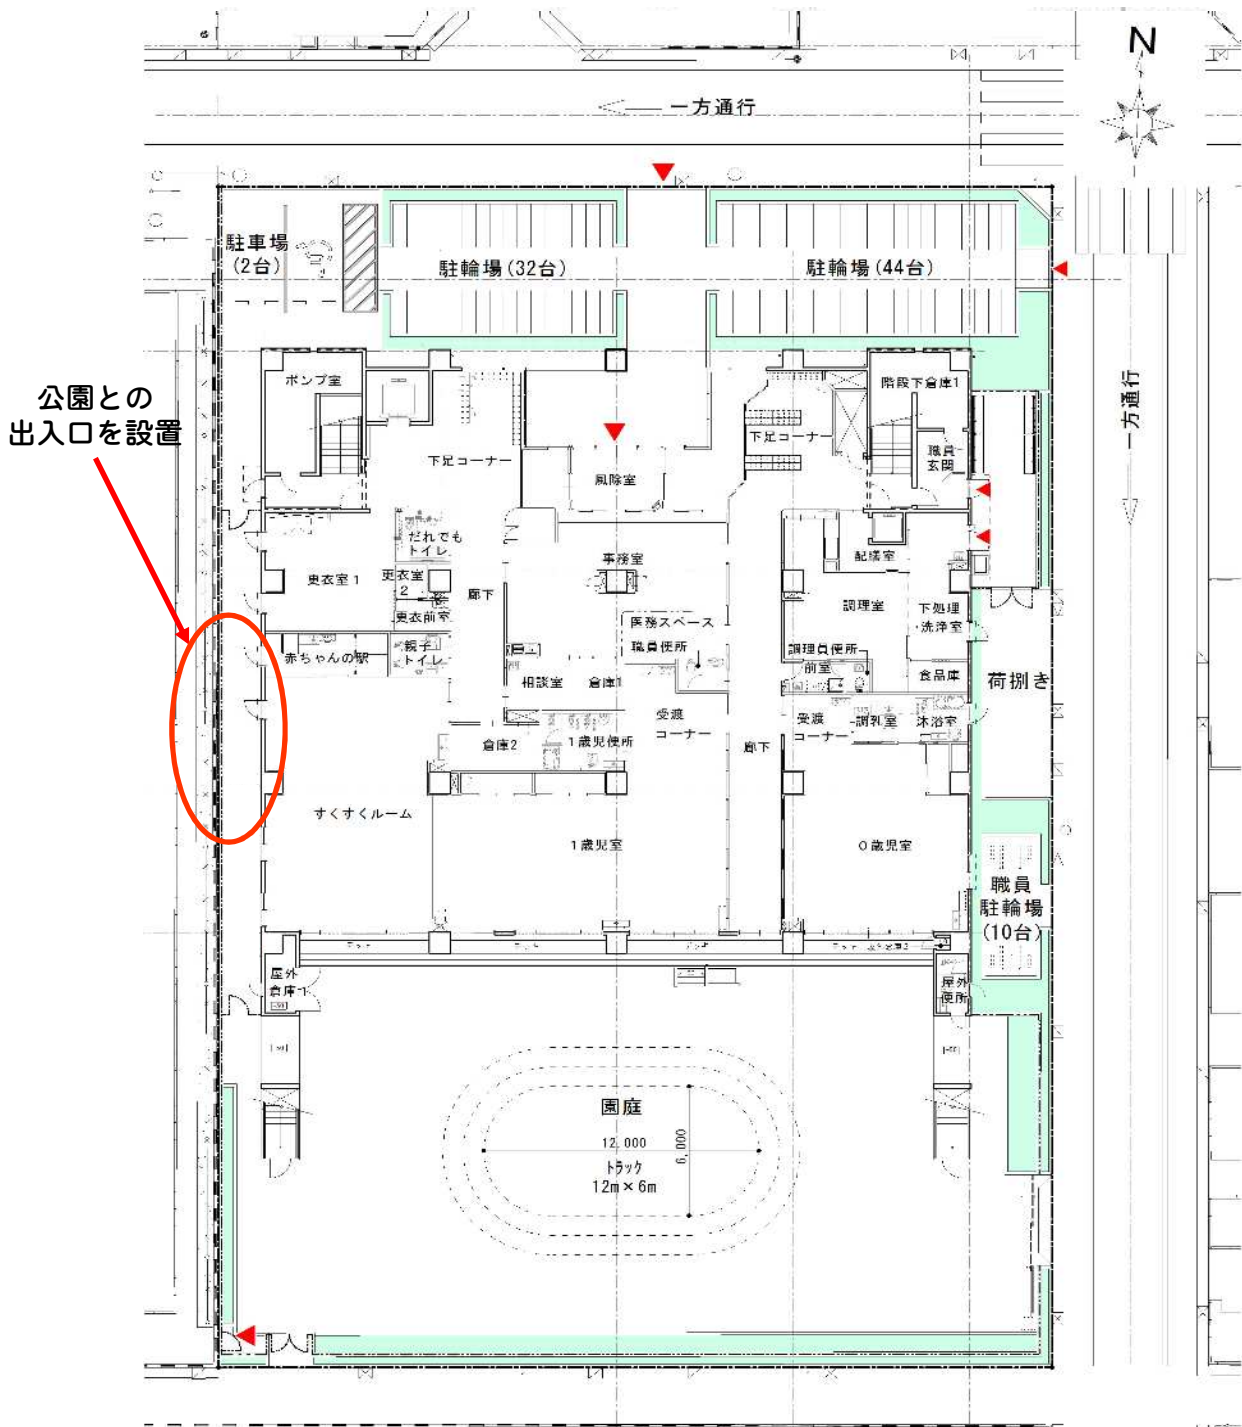 N
一方通行
駐車場
(2台)
駐輪場(32台)
駐輪場(44台)
一方通行
公園との
出入口を設置
ポンプ室
階段下倉庫1
下足コーナー
下足コーナー
職員
玄関
風除室
だれでも
トイレ
事務室
配膳室
更衣室1
更衣室
2
廊下
調理室
下処理
・洗浄室
更衣前室
医務スペース
職員便所
赤ちゃんの駅
親子
トイレ
調理員便所
前室
食品庫
荷捌き
相談室
倉庫1
受渡
コーナー
受渡
コーナー
調乳室
沐浴室
倉庫2
1歳児便所
廊下
すくすくルーム
1歳児室
0歳児室
職員
駐輪場
(10台)
屋外
倉庫1
屋外
便所
園庭
12,000
6,000
トラック
12m×6m